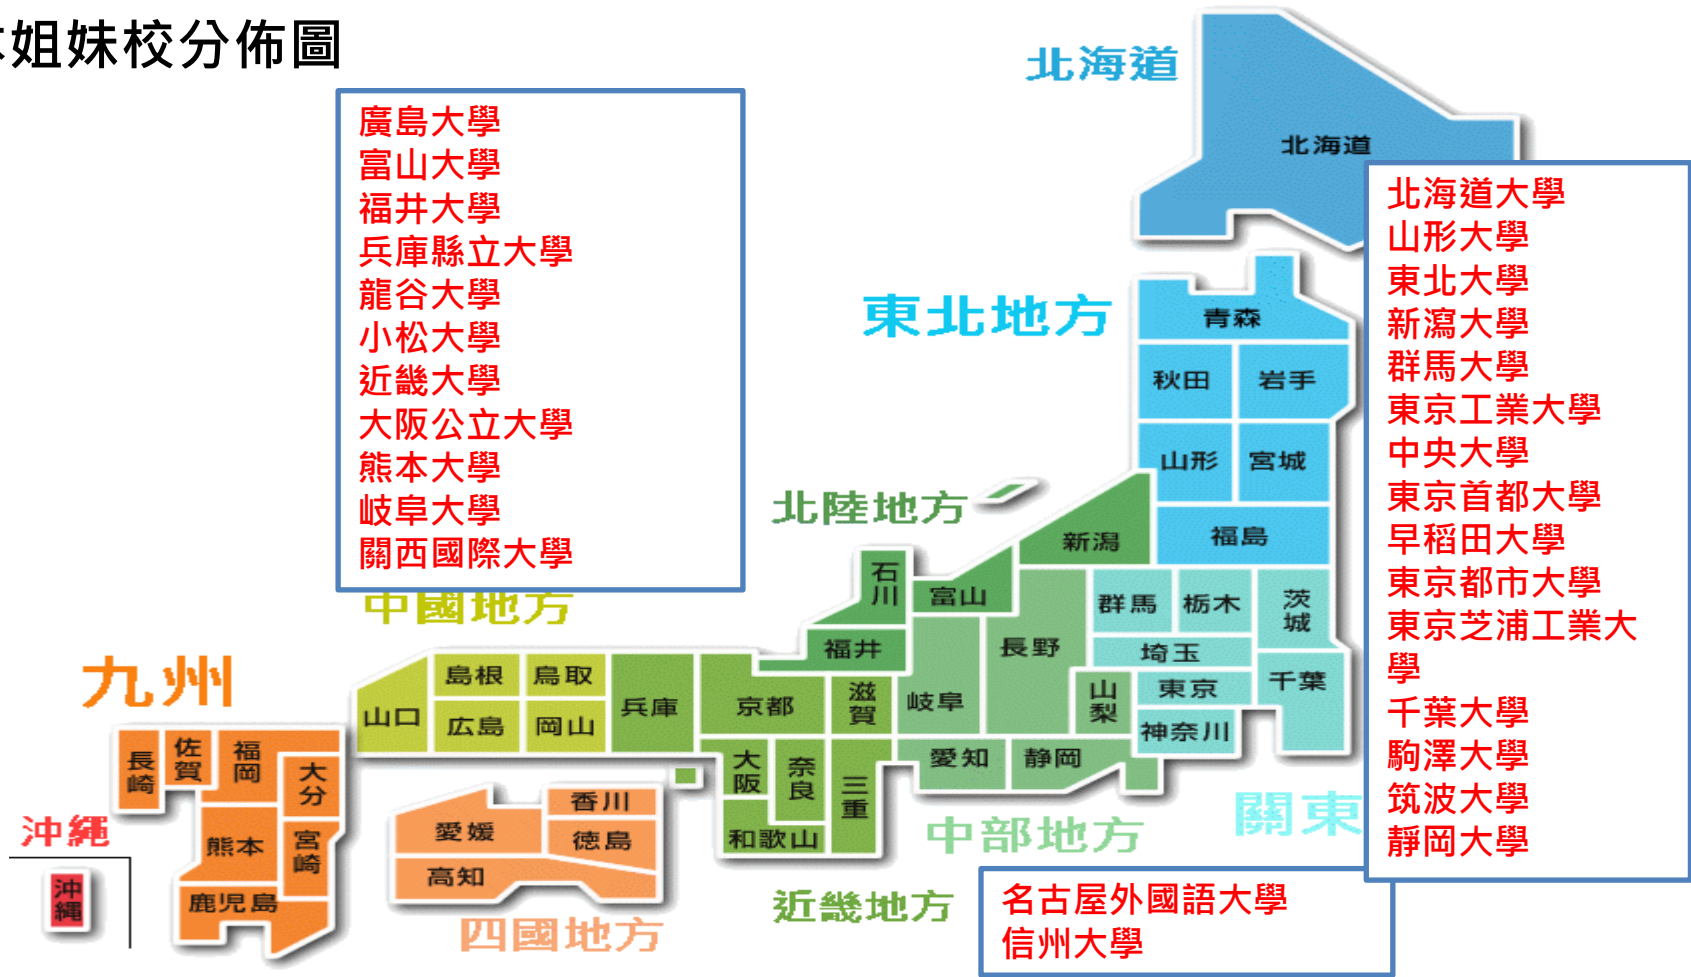 姐妹校分佈圖
北海道
北海道
廣島大學
富山大學
福井大學
兵庫縣立大學
龍谷大學
小松大學
近畿大學
大阪公立大學
熊本大學
岐阜大學
關西國際大學
北海道大學
山形大學
東北大學
新瀉大學
群馬大學
東京工業大學
中央大學
東京首都大學
早稻田大學
東京都市大學
東京芝浦工業大
學
千葉大學
駒澤大學
筑波大學
靜岡大學
東北地方
青森
秋田
岩手
山形
宮城
福島
北陸地方
新潟
石川
富山
福井
群馬
栃木
茨城
長野
埼玉
千葉
山梨
東京
神奈川
岐阜
愛知
静岡
中國地方
島根
鳥取
山口
広島
岡山
兵庫
京都
滋賀
大阪
奈良
三重
和歌山
九州
長崎
佐賀
福岡
大分
熊本
宮崎
鹿児島
沖繩
沖縄
香川
愛媛
徳島
高知
四國地方
近畿地方
中部地方
關東
名古屋外國語大學
信州大學